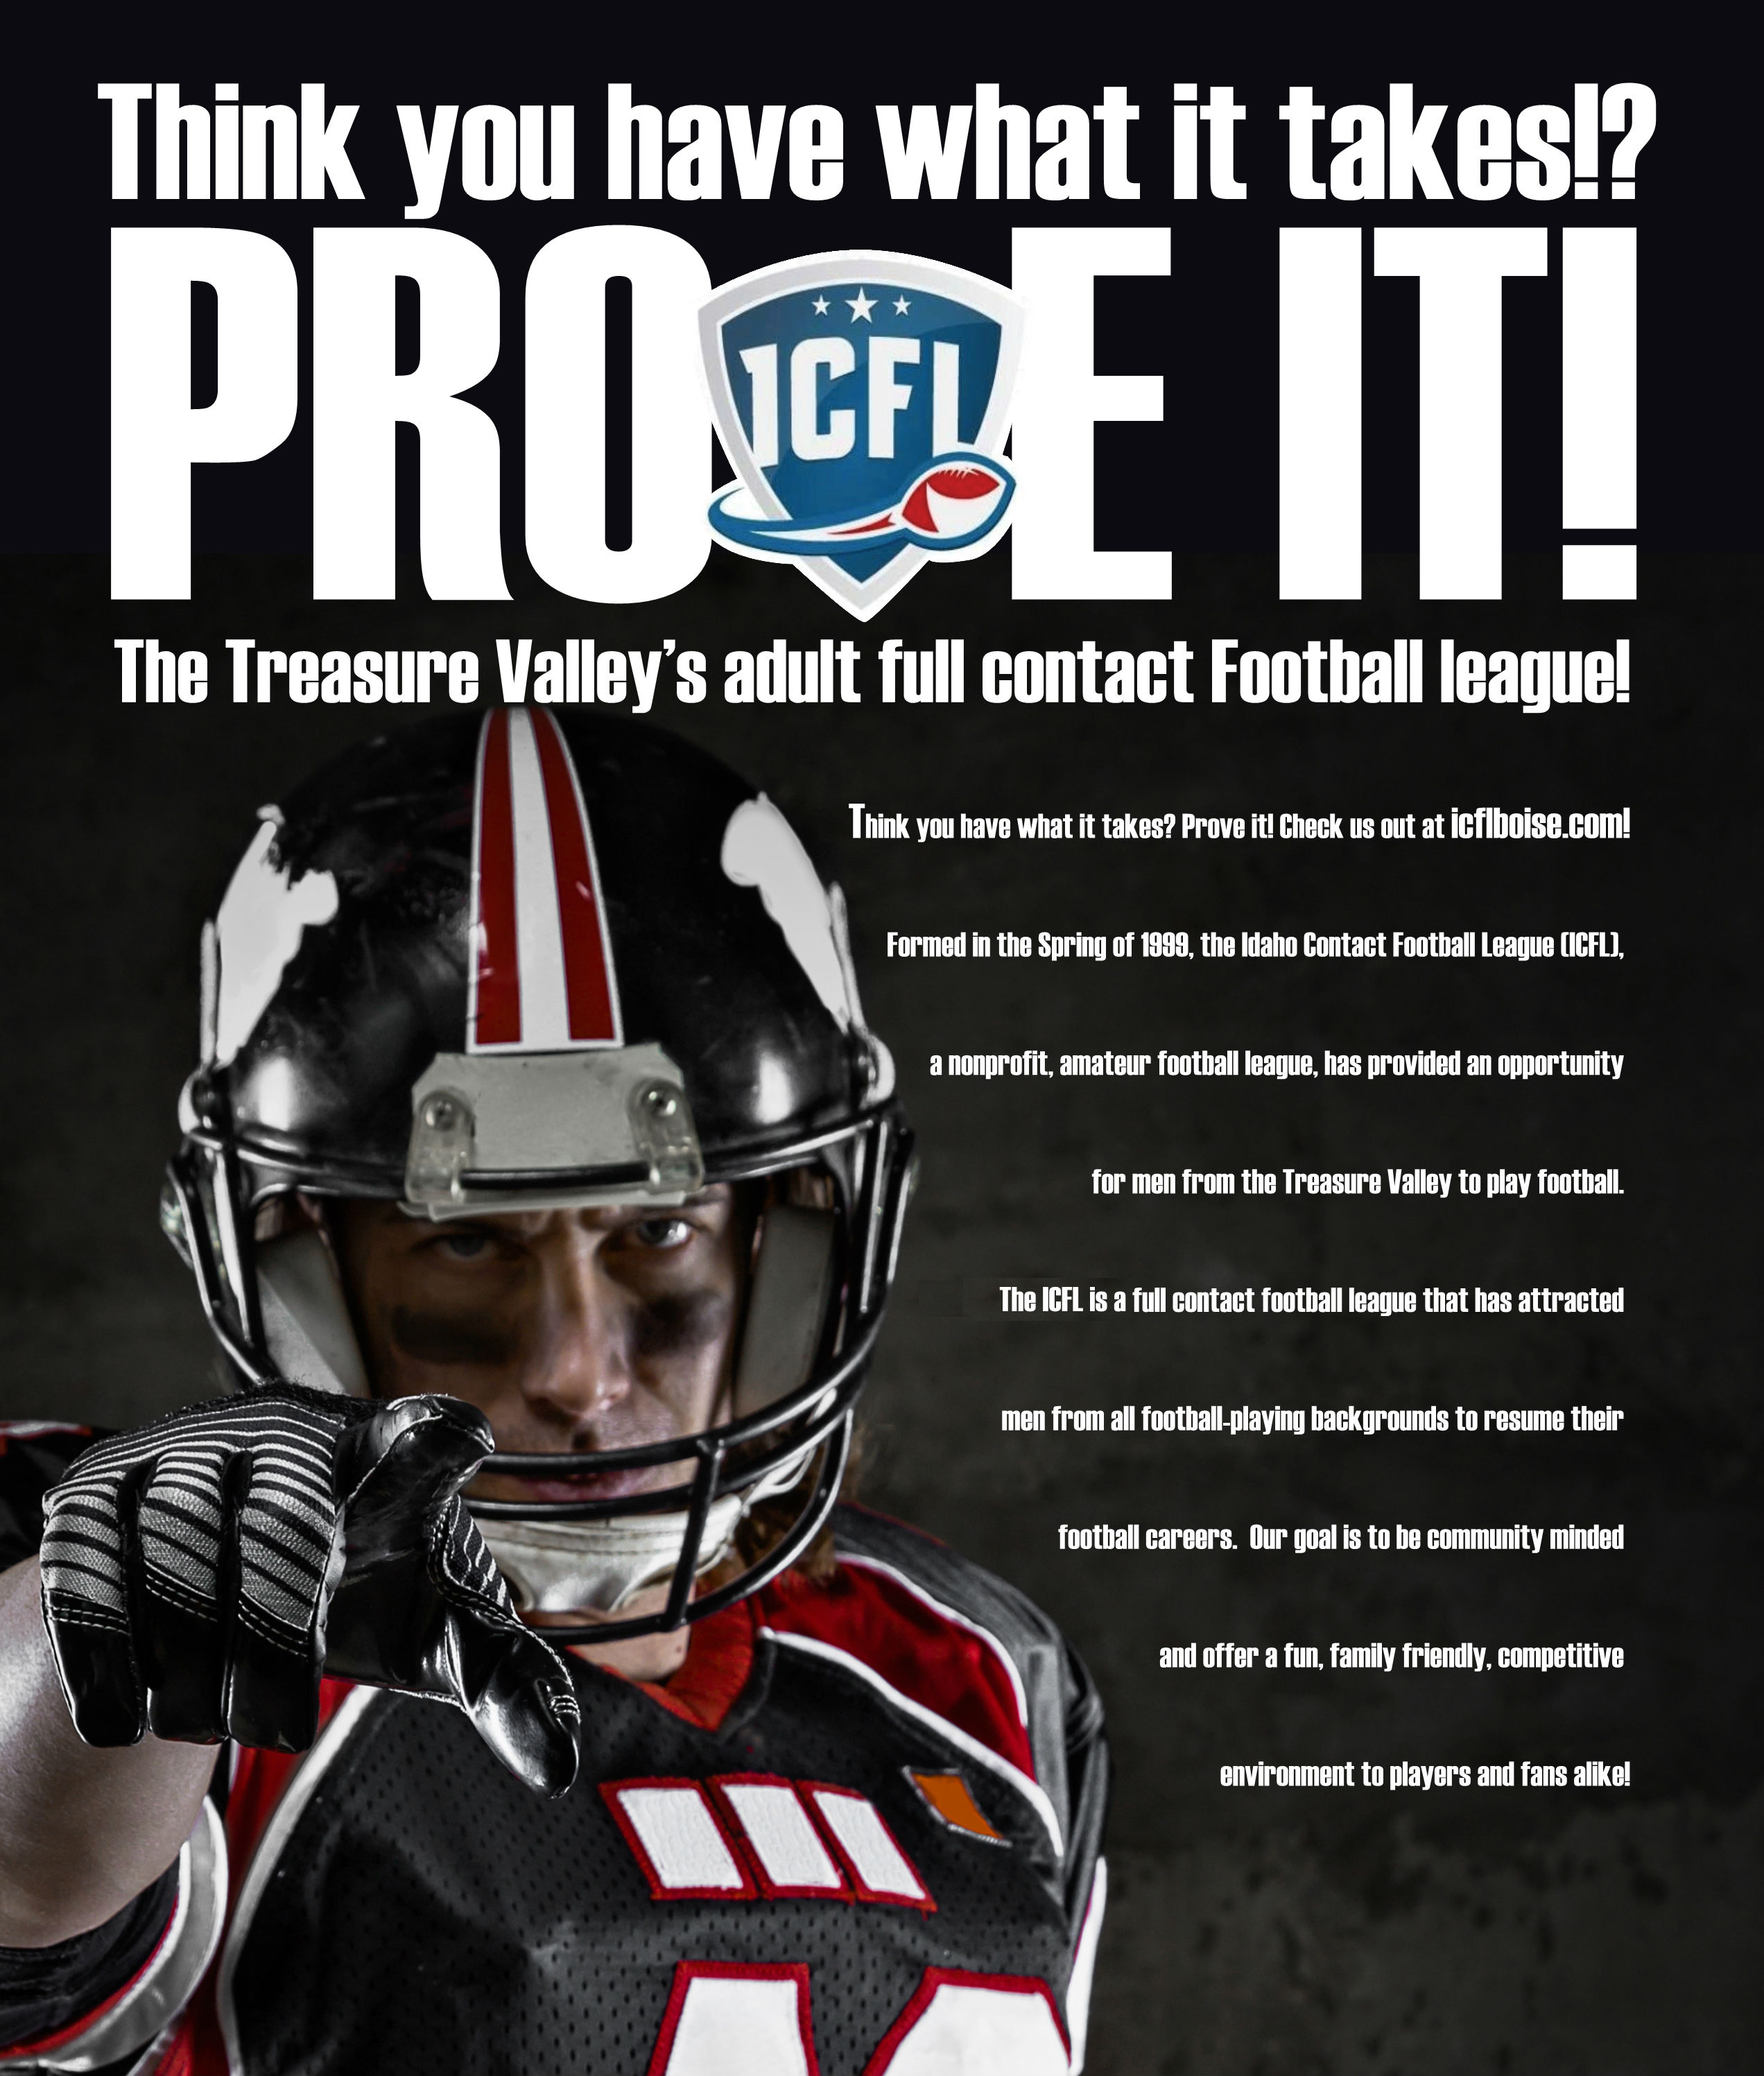 Think you have what it takes!?
PRO E IT!
ICFL
The Treasure Valley's adult full contact Football league!
Think you have what it takes? Prove it! Check us out at icflboise.com!
Formed in the Spring of 1999, the Idaho Contact Football League (ICFL),
a nonprofit, amateur football league, has provided an opportunity
for men from the Treasure Valley to play football.
The ICFL is a full contact football league that has attracted
men from all football-playing backgrounds to resume their
football careers. Our goal is to be community minded
and offer a fun, family friendly, competitive
environment to players and fans alike!